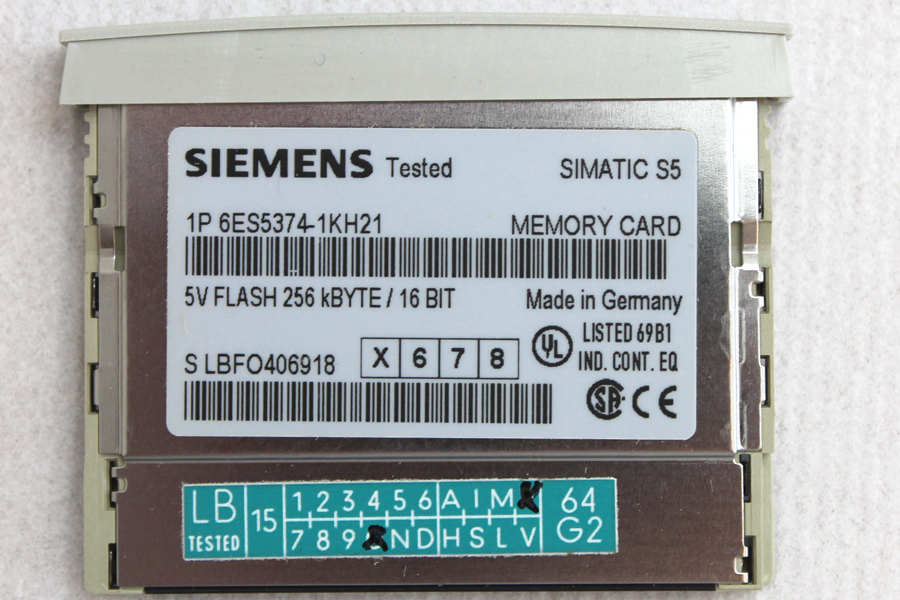 SIEMENS Tested SIMATIC S5
1P 6ES5374-1KH21 MEMORY CARD
5V FLASH 256 kBYTE / 16 BIT Made in Germany
S LBFO406918 X 6 7 8 UL LISTED 69B1
IND. CONT. EQ
SA CE
LB 15 1 2 3 4 5 6 A I M 64
TESTED 7 8 9 N D H S L V G2